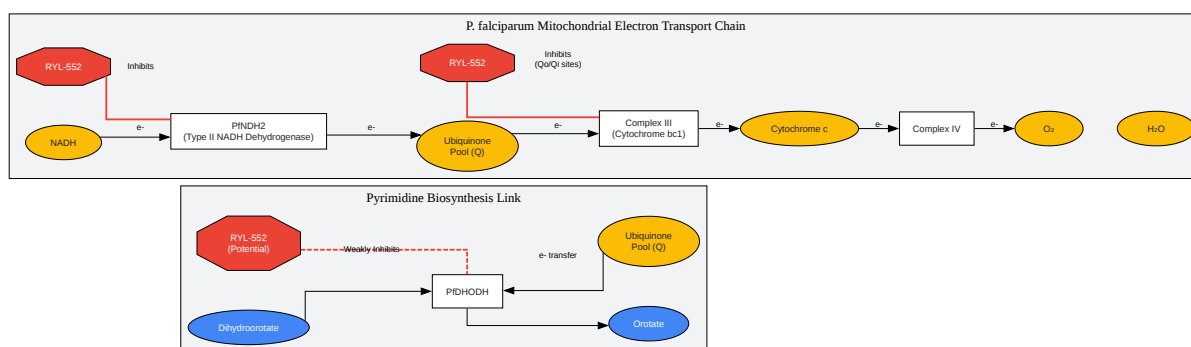 P. falciparum Mitochondrial Electron Transport Chain
RYL-552
Inhibits
RYL-552
Inhibits
(Qo/Qi sites)
NADH
e-
PfNDH2
(Type II NADH Dehydrogenase)
e-
Ubiquinone
Pool (Q)
e-
Complex III
(Cytochrome bc1)
e-
Cytochrome c
e-
Complex IV
e-
O₂
H₂O
Pyrimidine Biosynthesis Link
RYL-552
(Potential)
Weakly Inhibits
Ubiquinone
Pool (Q)
e- transfer
PfDHODH
Dihydroorotate
Orotate